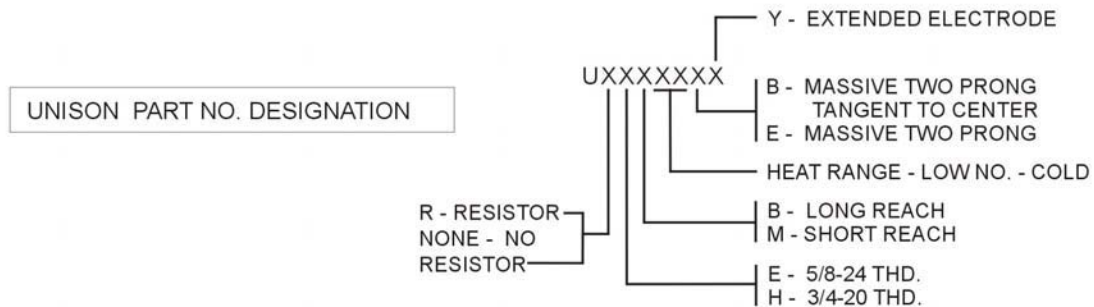 Y - EXTENDED ELECTRODE
UXXXXXXX
UNISON PART NO. DESIGNATION
B - MASSIVE TWO PRONG
TANGENT TO CENTER
E - MASSIVE TWO PRONG
HEAT RANGE - LOW NO. - COLD
R - RESISTOR
NONE - NO
RESISTOR
B - LONG REACH
M - SHORT REACH
E - 5/8-24 THD.
H - 3/4-20 THD.